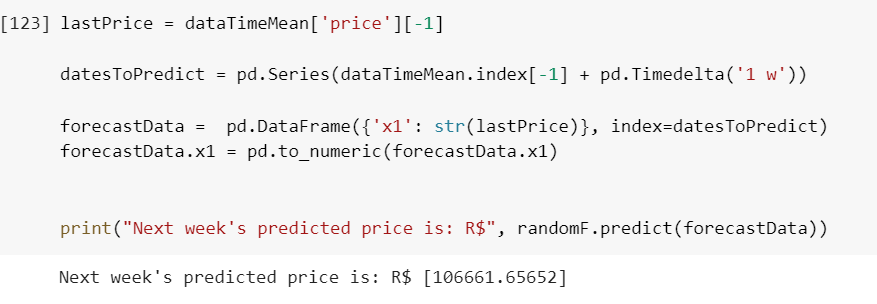 [123] lastPrice = dataTimeMean['price'][-1]
datesToPredict = pd.Series(dataTimeMean.index[-1] + pd.Timedelta('1 w'))
forecastData =  pd.DataFrame({'x1': str(lastPrice)}, index=datesToPredict)
forecastData.x1 = pd.to_numeric(forecastData.x1)
print("Next week's predicted price is: R$", randomF.predict(forecastData))
Next week's predicted price is: R$ [106661.65652]